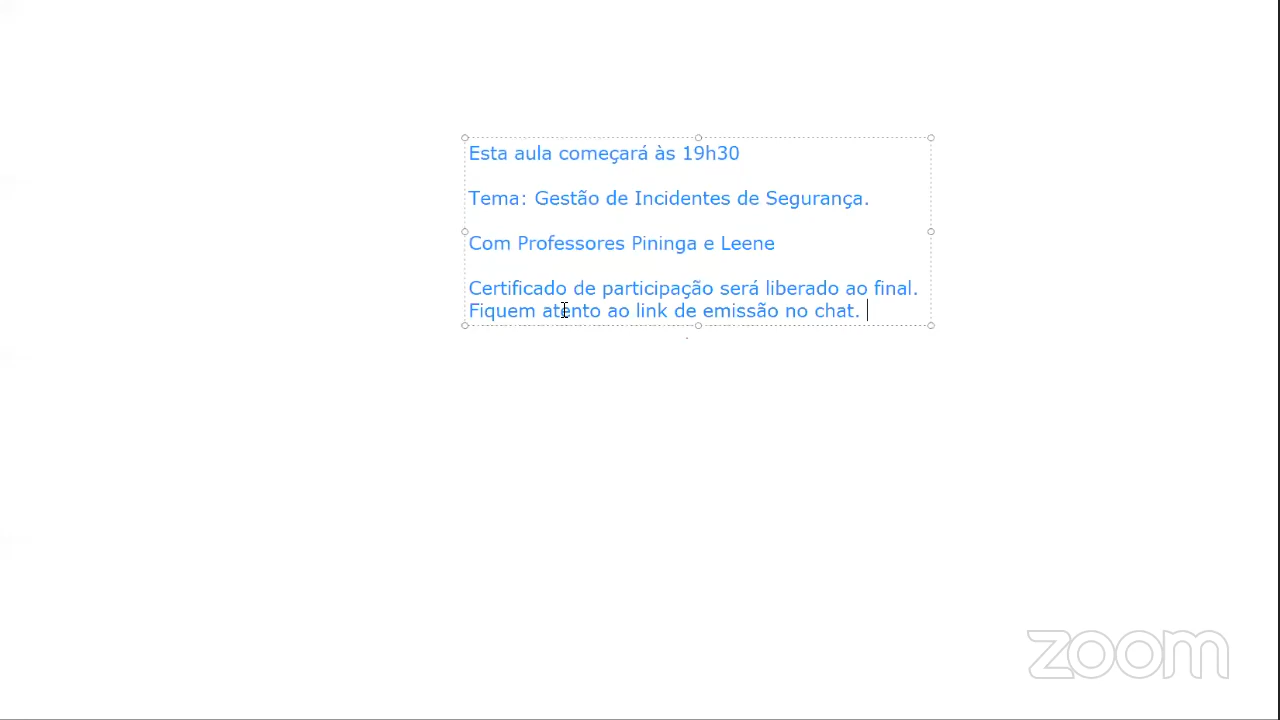 Esta aula começará às 19h30
Tema: Gestão de Incidentes de Segurança.
Com Professores Pininga e Leene
Certificado de participação será liberado ao final.
Fiquem atento ao link de emissão no chat.
zoom